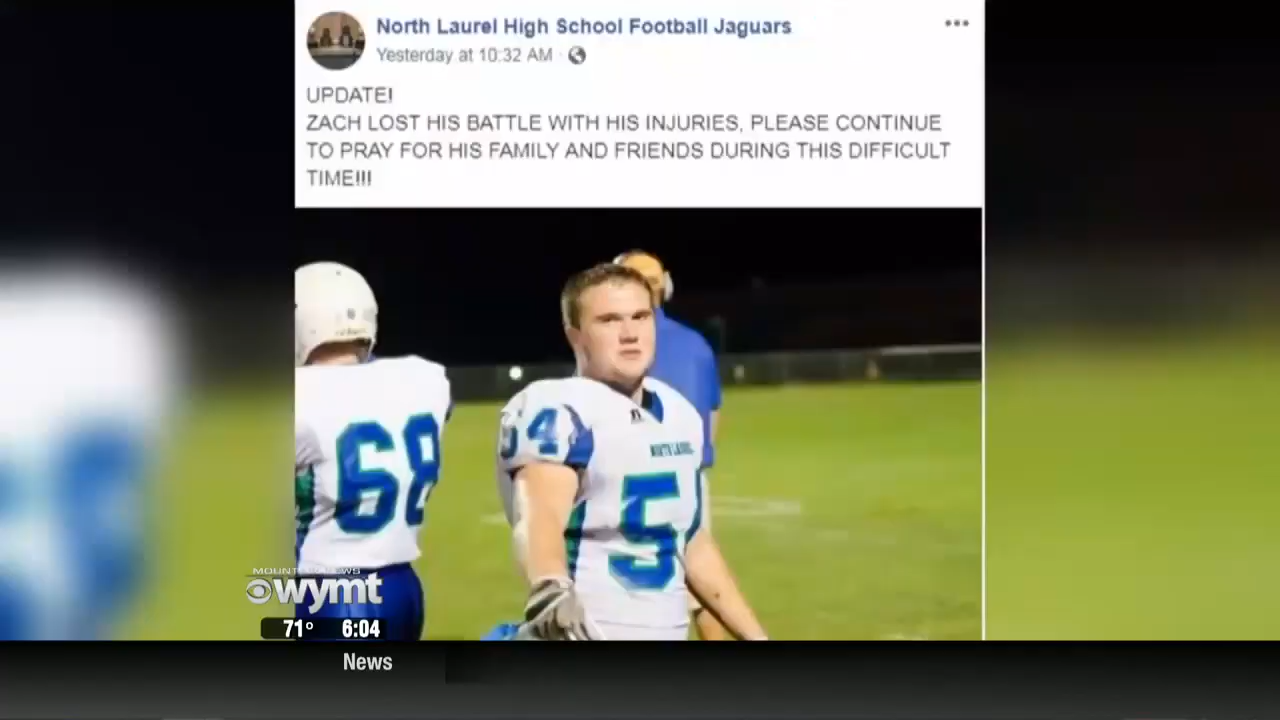 North Laurel High School Football Jaguars
Yesterday at 10:32 AM
UPDATE!
ZACH LOST HIS BATTLE WITH HIS INJURIES, PLEASE CONTINUE
TO PRAY FOR HIS FAMILY AND FRIENDS DURING THIS DIFFICULT
TIME!!!
68
54
NORTH LAUREL
5
wymt
71° 6:04
News